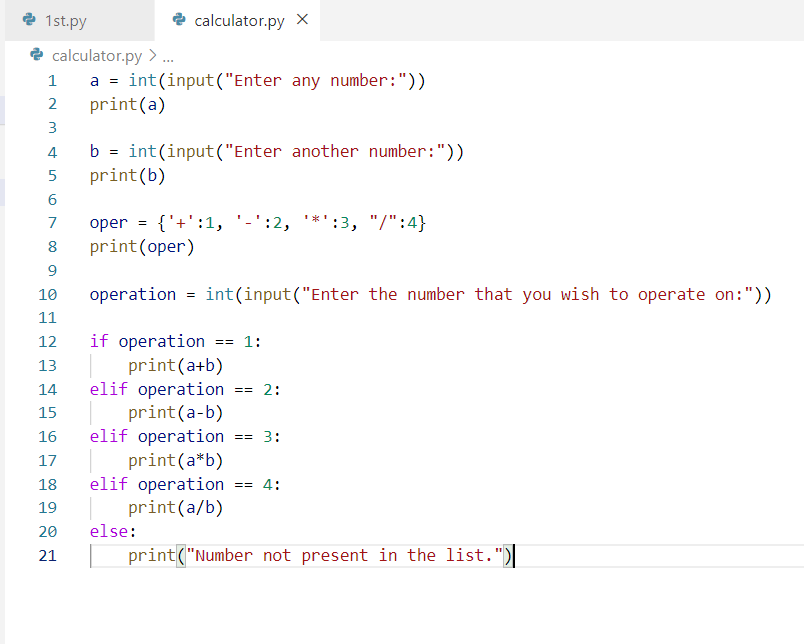 1st.py calculator.py ×
calculator.py > ...
1 a = int(input("Enter any number:"))
2 print(a)
3
4 b = int(input("Enter another number:"))
5 print(b)
6
7 oper = {'+':1, '-':2, '*':3, "/":4}
8 print(oper)
9
10 operation = int(input("Enter the number that you wish to operate on:"))
11
12 if operation == 1:
13     print(a+b)
14 elif operation == 2:
15     print(a-b)
16 elif operation == 3:
17     print(a*b)
18 elif operation == 4:
19     print(a/b)
20 else:
21     print("Number not present in the list.")